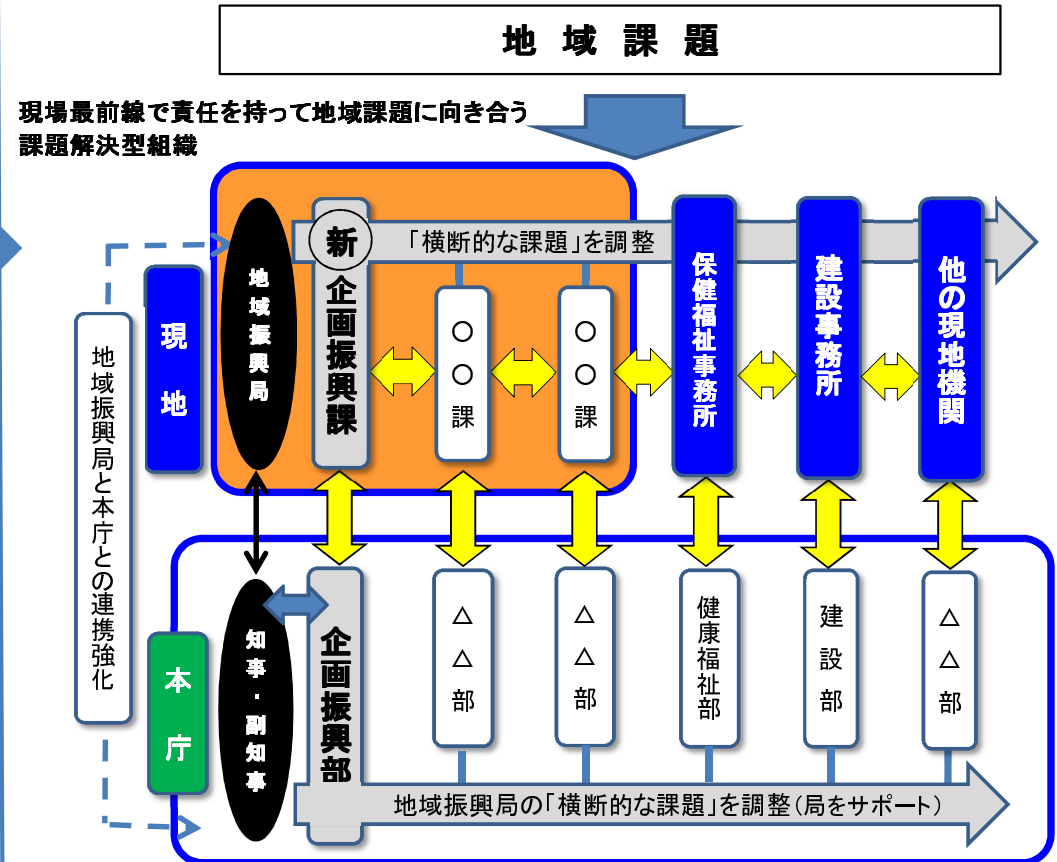 地域課題
現場最前線で責任を持って地域課題に向き合う
課題解決型組織
新
「横断的な課題」を調整
現地
地域振興局
企画振興課
〇〇課
〇〇課
保健福祉事務所
建設事務所
他の現地機関
地域振興局と本庁との連携強化
本庁
知事・副知事
企画振興部
△△部
△△部
健康福祉部
建設部
△△部
地域振興局の「横断的な課題」を調整(局をサポート)